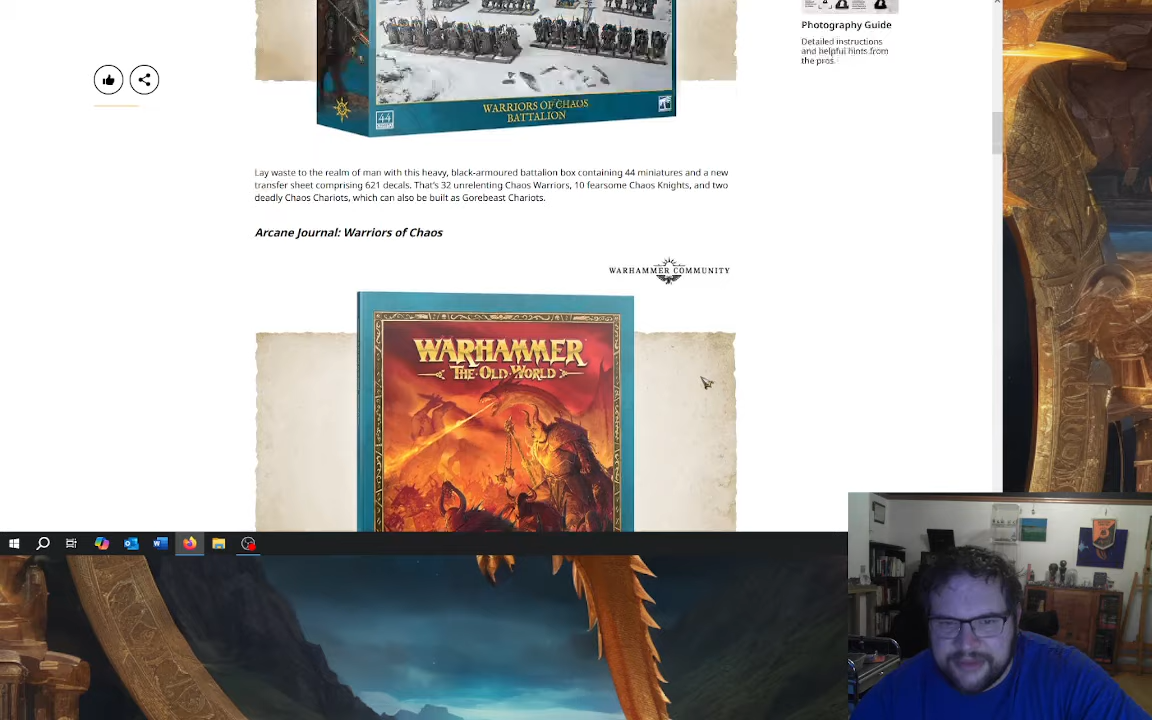 Photography Guide
Detailed instructions
and helpful hints from
the pros.
WARRIORS OF CHAOS
BATTALION
44
Lay waste to the realm of man with this heavy, black-armoured battalion box containing 44 miniatures and a new
transfer sheet comprising 621 decals. That's 32 unrelenting Chaos Warriors, 10 fearsome Chaos Knights, and two
deadly Chaos Chariots, which can also be built as Gorebeast Chariots.
Arcane Journal: Warriors of Chaos
WARHAMMER COMMUNITY
WARHAMMER
THE OLD WORLD